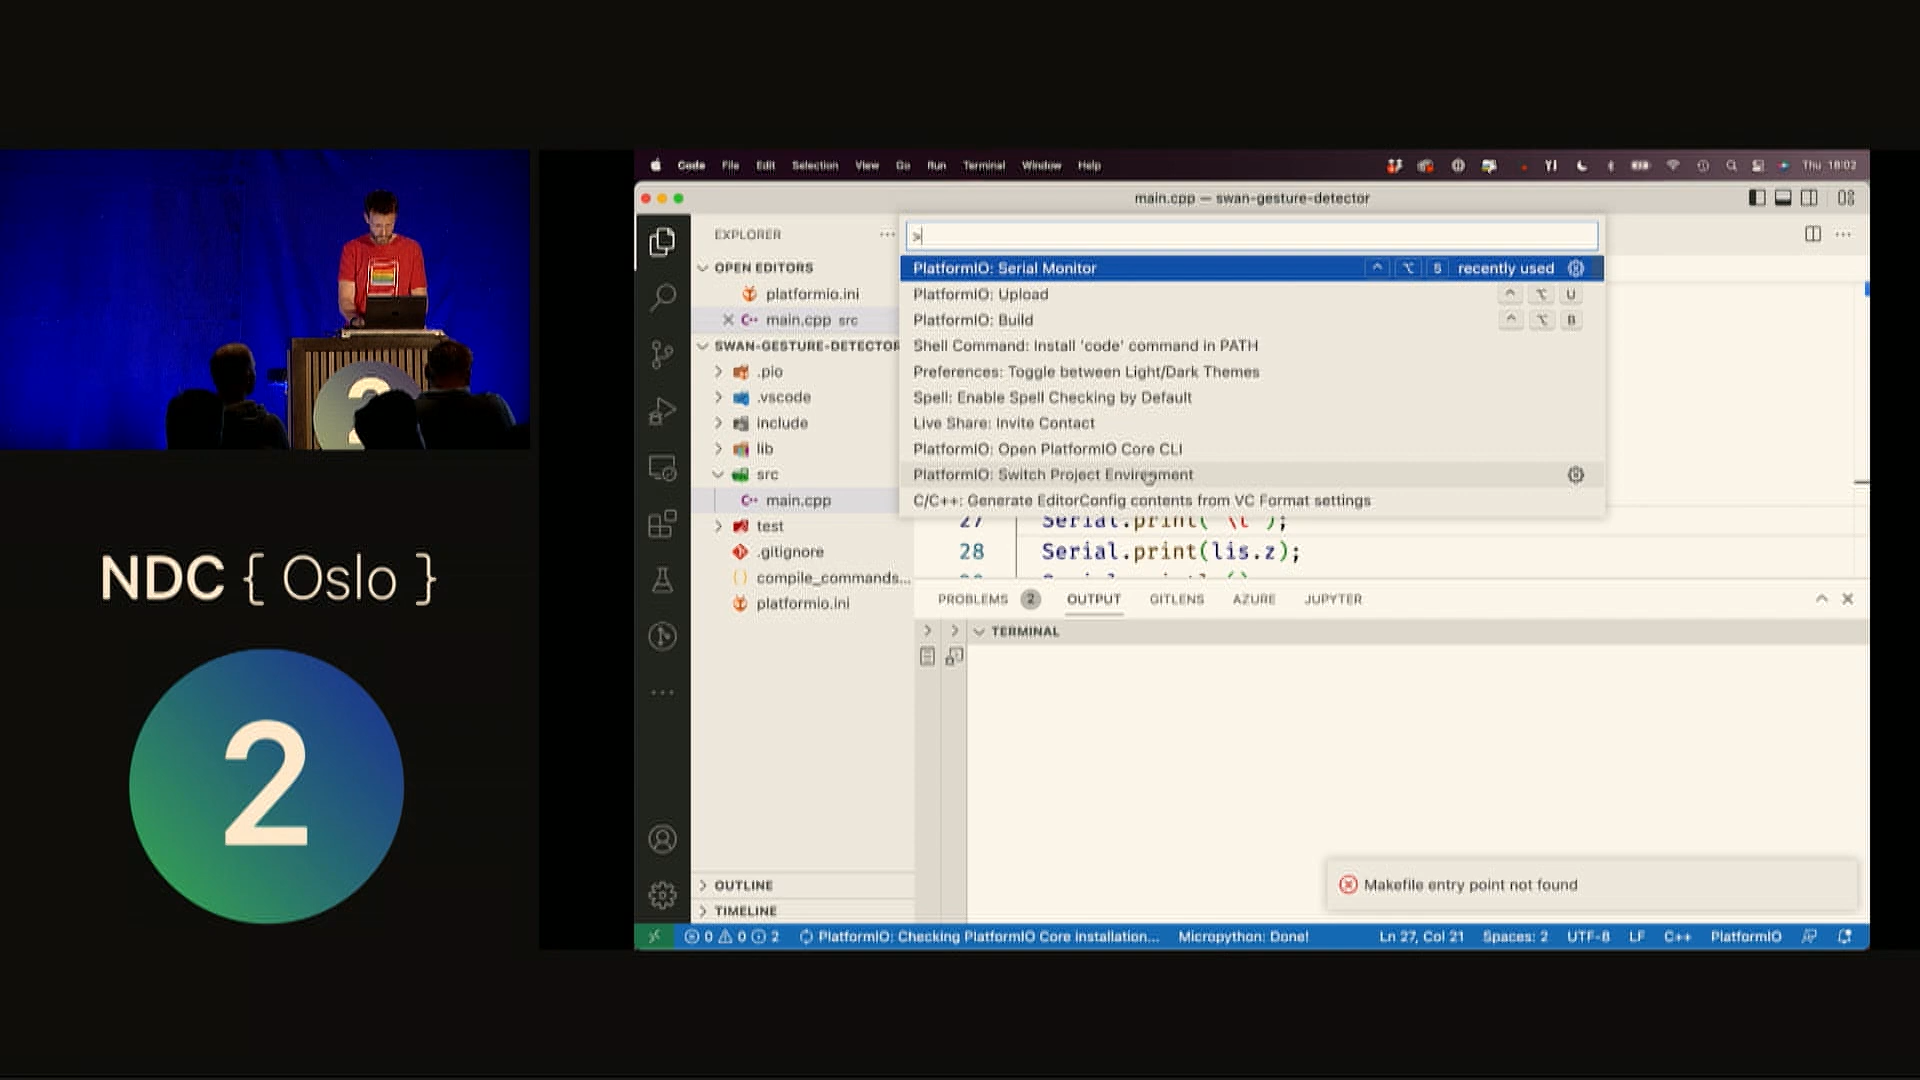 Code File Edit Selection View Go Run Terminal Window Help Thu 18:02
main.cpp — swan-gesture-detector
EXPLORER
>
OPEN EDITORS
platformio.ini
main.cpp src
SWAN-GESTURE-DETECTOR
.pio
.vscode
include
lib
src
main.cpp
test
.gitignore
compile_commands...
platformio.ini
OUTLINE
TIMELINE
PlatformIO: Serial Monitor ^ ⌥ S recently used
PlatformIO: Upload ^ ⌥ U
PlatformIO: Build ^ ⌥ B
Shell Command: Install 'code' command in PATH
Preferences: Toggle between Light/Dark Themes
Spell: Enable Spell Checking by Default
Live Share: Invite Contact
PlatformIO: Open PlatformIO Core CLI
PlatformIO: Switch Project Environment
C/C++: Generate EditorConfig contents from VC Format settings
27 Serial.print("\t");
28 Serial.print(lis.z);
PROBLEMS 2 OUTPUT GITLENS AZURE JUPYTER
TERMINAL
Makefile entry point not found
0 0 2 PlatformIO: Checking PlatformIO Core installation... Micropython: Done! Ln 27, Col 21 Spaces: 2 UTF-8 LF C++ PlatformIO
NDC { Oslo }
2
2